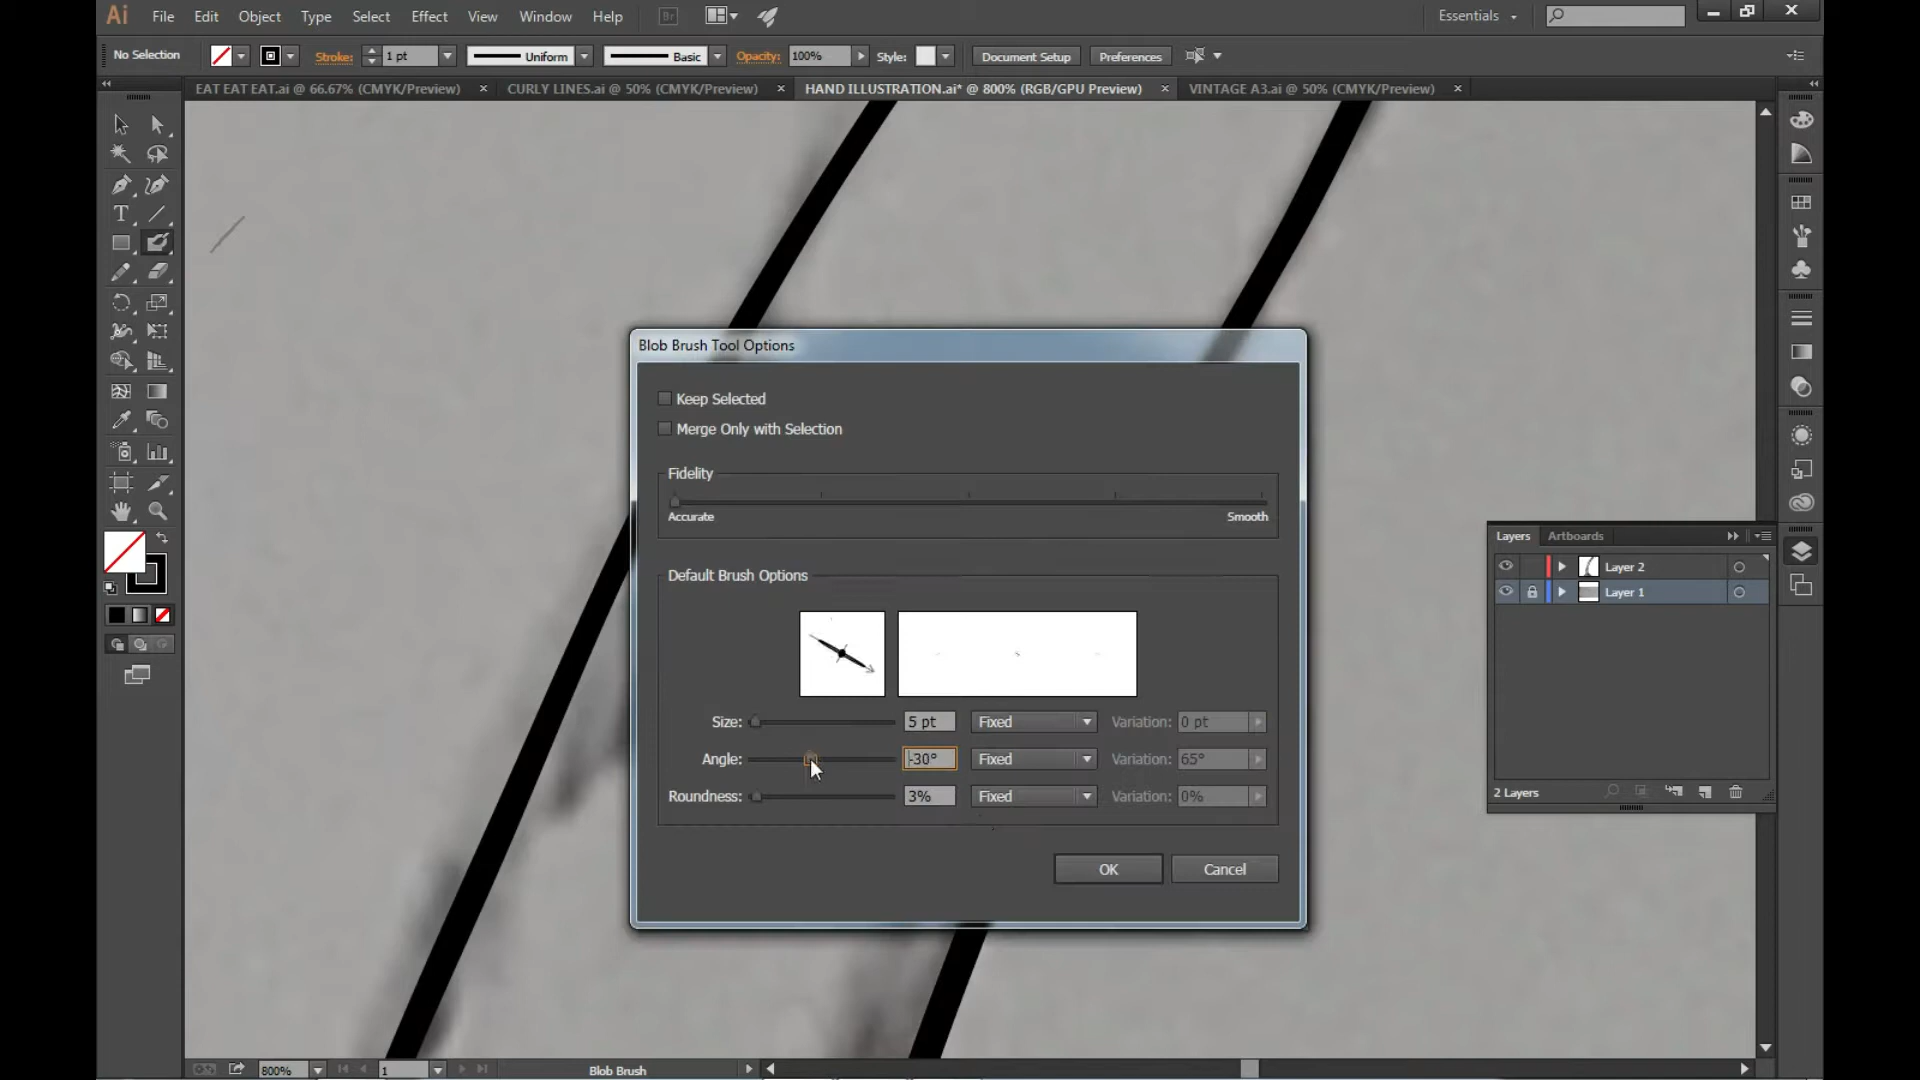 Ai File Edit Object Type Select Effect View Window Help Br Essentials
No Selection Stroke: 1 pt Uniform Basic Opacity: 100% Style: Document Setup Preferences
EAT EAT EAT.ai @ 66.67% (CMYK/Preview) × CURLY LINES.ai @ 50% (CMYK/Preview) × HAND ILLUSTRATION.ai* @ 800% (RGB/GPU Preview) × VINTAGE A3.ai @ 50% (CMYK/Preview) ×
Blob Brush Tool Options
Keep Selected
Merge Only with Selection
Fidelity
Accurate Smooth
Default Brush Options
Size: 5 pt Fixed Variation: 0 pt
Angle: -30° Fixed Variation: 65°
Roundness: 3% Fixed Variation: 0%
OK Cancel
Layers Artboards
Layer 2
Layer 1
2 Layers
800% 1 Blob Brush